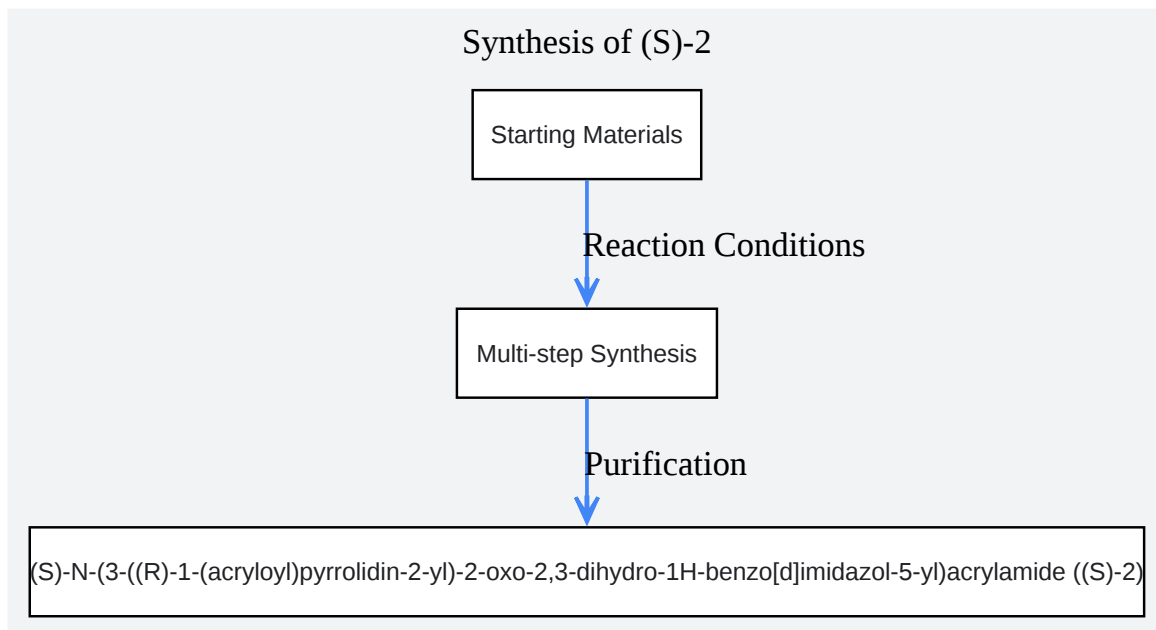 Synthesis of (S)-2
Starting Materials
Reaction Conditions
Multi-step Synthesis
Purification
(S)-N-(3-((R)-1-(acryloyl)pyrrolidin-2-yl)-2-oxo-2,3-dihydro-1H-benzo[d]imidazol-5-yl)acrylamide ((S)-2)